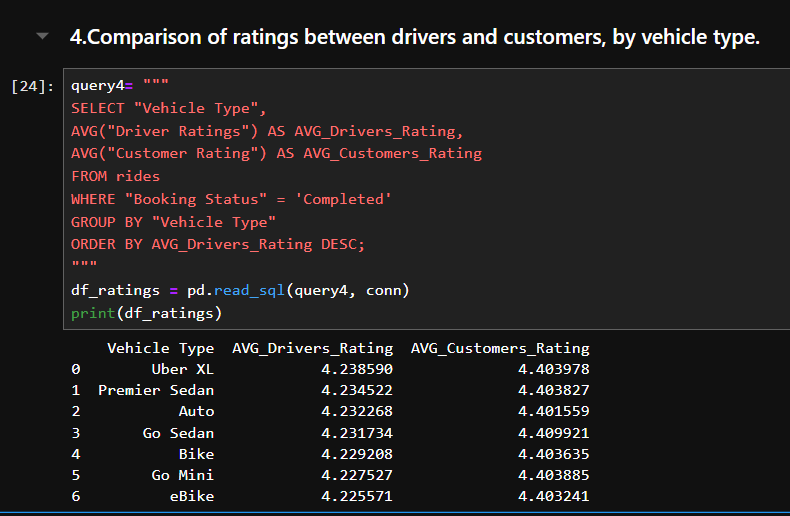 4.Comparison of ratings between drivers and customers, by vehicle type.
[24]: query4= """
SELECT "Vehicle Type",
AVG("Driver Ratings") AS AVG_Drivers_Rating,
AVG("Customer Rating") AS AVG_Customers_Rating
FROM rides
WHERE "Booking Status" = 'Completed'
GROUP BY "Vehicle Type"
ORDER BY AVG_Drivers_Rating DESC;
"""
df_ratings = pd.read_sql(query4, conn)
print(df_ratings)
Vehicle Type AVG_Drivers_Rating AVG_Customers_Rating
0 Uber XL 4.238590 4.403978
1 Premier Sedan 4.234522 4.403827
2 Auto 4.232268 4.401559
3 Go Sedan 4.231734 4.409921
4 Bike 4.229208 4.403635
5 Go Mini 4.227527 4.403885
6 eBike 4.225571 4.403241